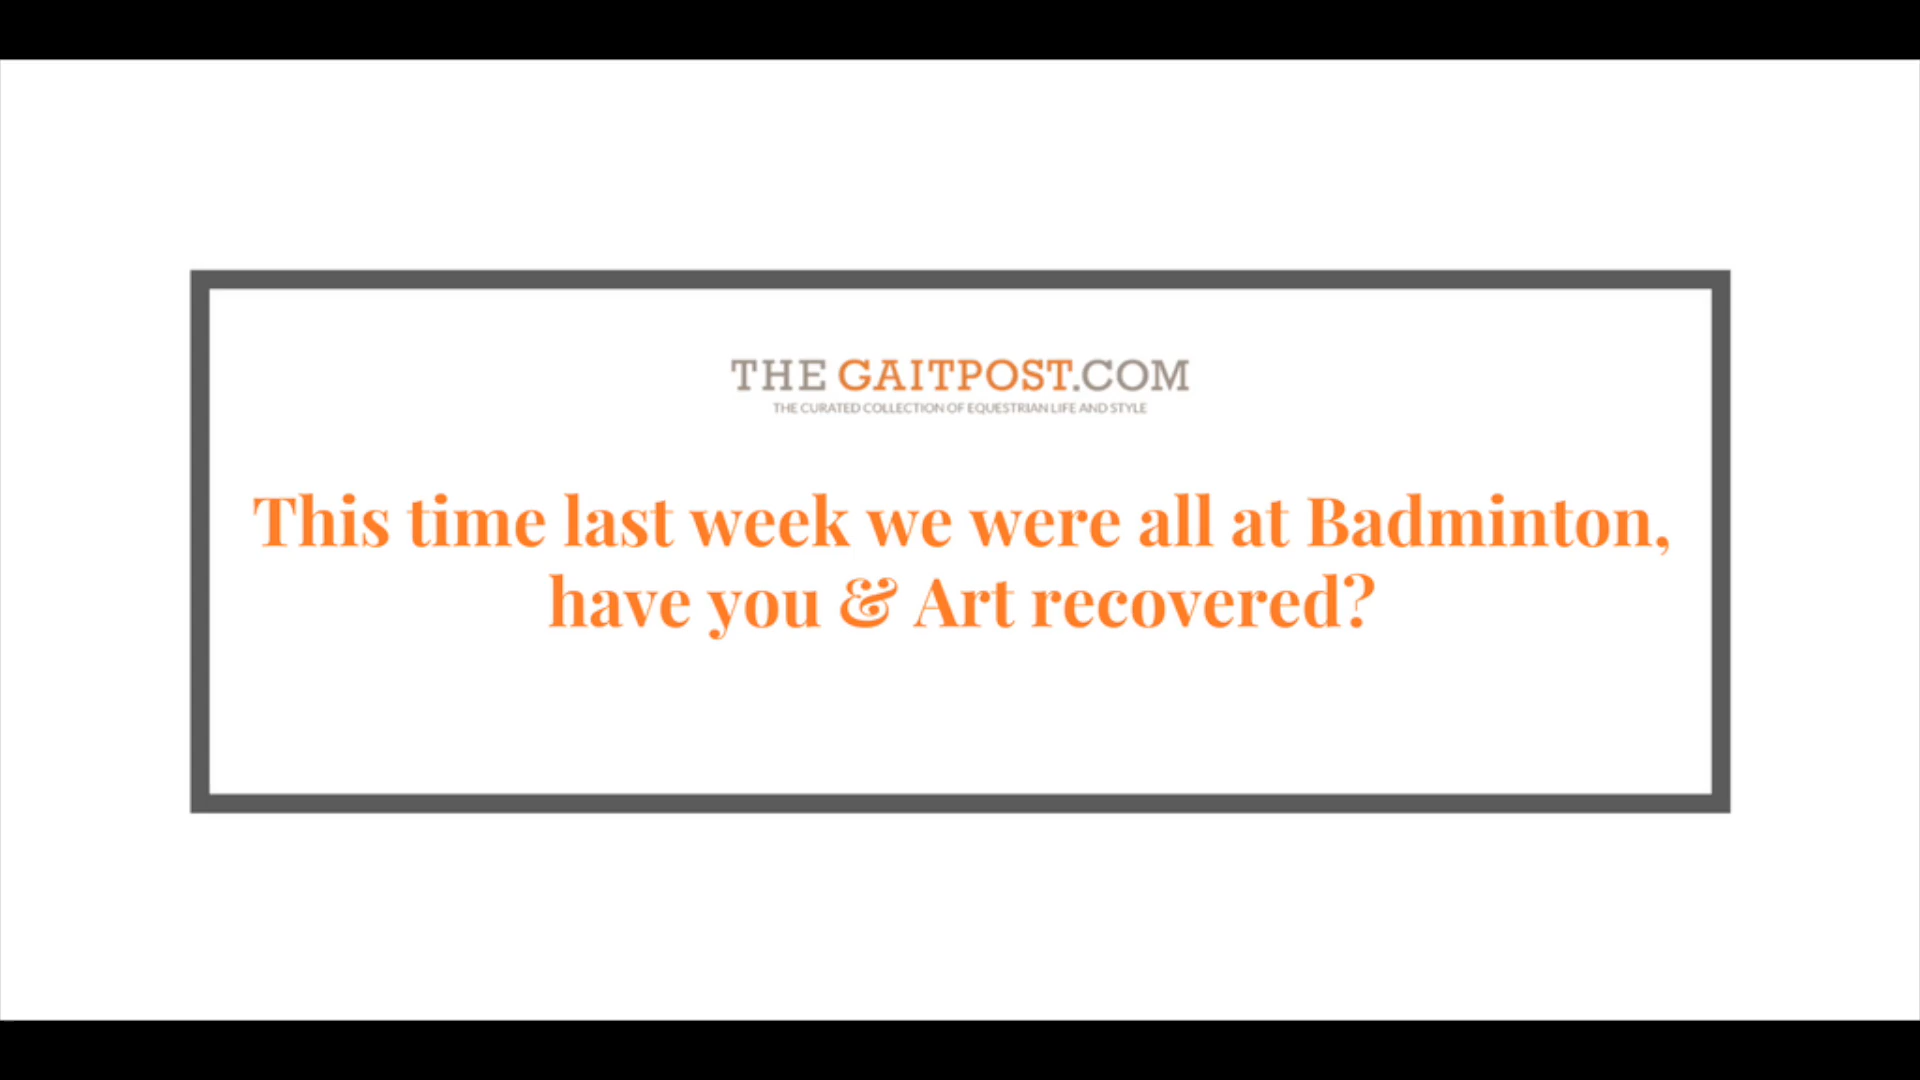 THE GAITPOST.COM
THE CURATED COLLECTION OF EQUESTRIAN LIFE AND STYLE
This time last week we were all at Badminton,
have you & Art recovered?